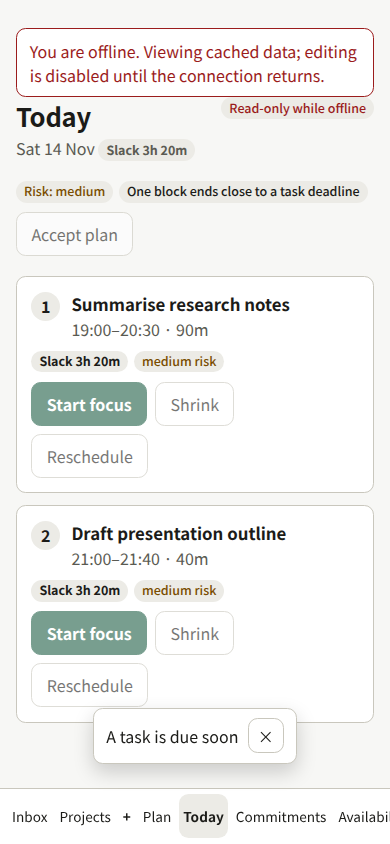 You are offline. Viewing cached data; editing
is disabled until the connection returns.
Today
Read-only while offline
Sat 14 Nov Slack 3h 20m
Risk: medium One block ends close to a task deadline
Accept plan
1 Summarise research notes
19:00–20:30 · 90m
Slack 3h 20m medium risk
Start focus Shrink
Reschedule
2 Draft presentation outline
21:00–21:40 · 40m
Slack 3h 20m medium risk
Start focus Shrink
Reschedule
A task is due soon ×
Inbox Projects + Plan Today Commitments Availabi